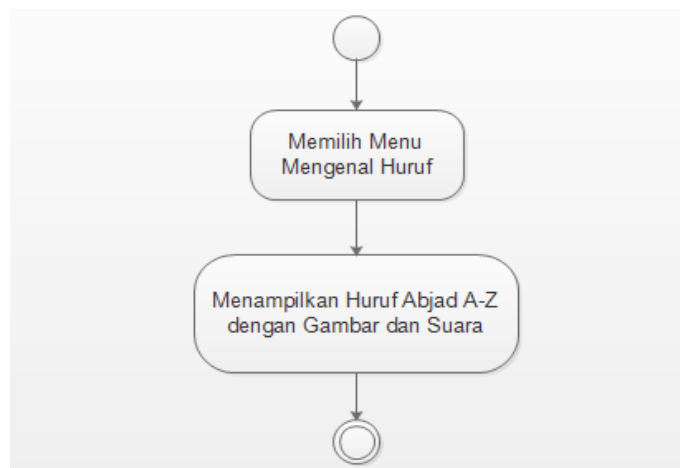 Memilih Menu
Mengenal Huruf
Menampilkan Huruf Abjad A-Z
dengan Gambar dan Suara